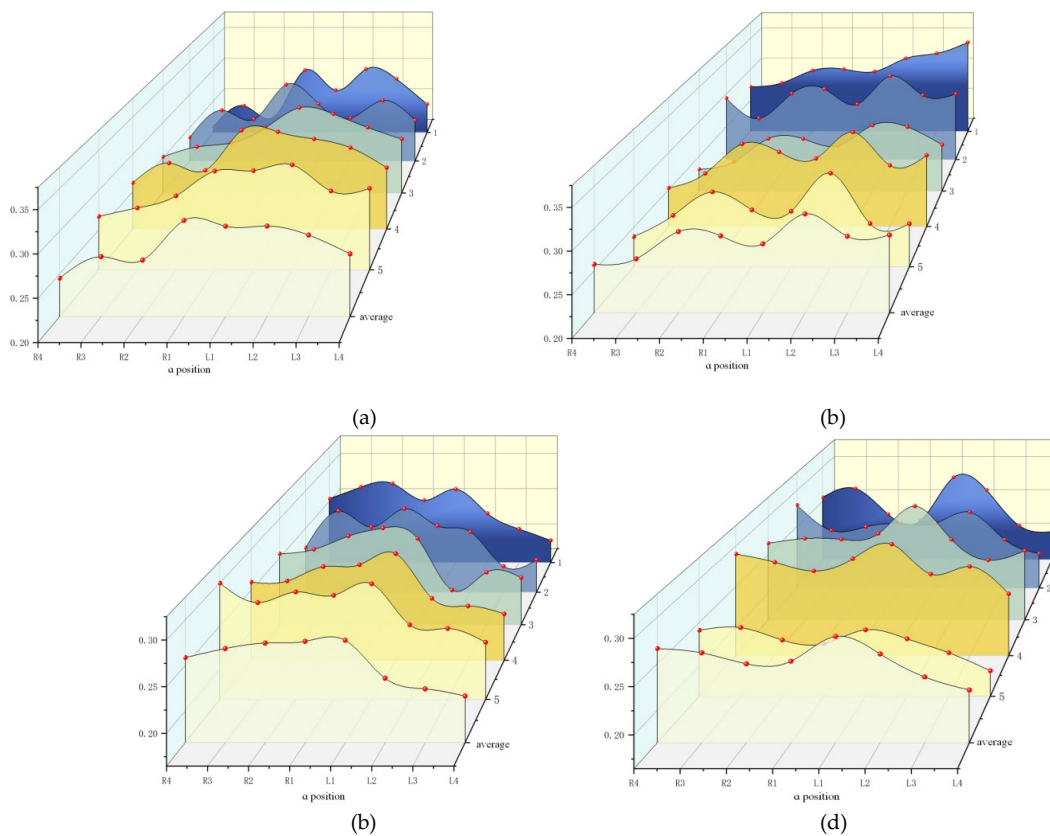 1
2
3
4
5
average
0.35
0.30
0.25
0.20
R4 R3 R2 R1 L1 L2 L3 L4
α position
(a)
1
2
3
4
5
average
0.35
0.30
0.25
0.20
R4 R3 R2 R1 L1 L2 L3 L4
α position
(b)
1
2
3
4
5
average
0.30
0.25
0.20
R4 R3 R2 R1 L1 L2 L3 L4
α position
(b)
2
3
4
5
average
0.30
0.25
0.20
R4 R3 R2 R1 L1 L2 L3 L4
α position
(d)